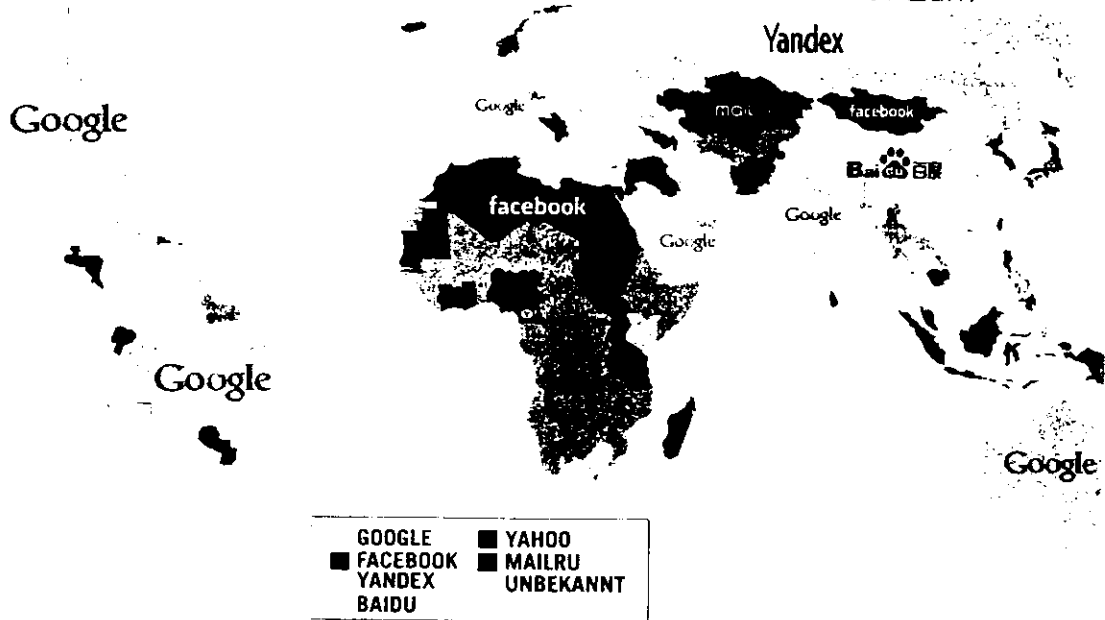 Yandex
Google
Google
mail
facebook
Baidu百度
facebook
Google
Google
Google
Google
GOOGLE
YAHOO
FACEBOOK
MAILRU
YANDEX
UNBEKANNT
BAIDU